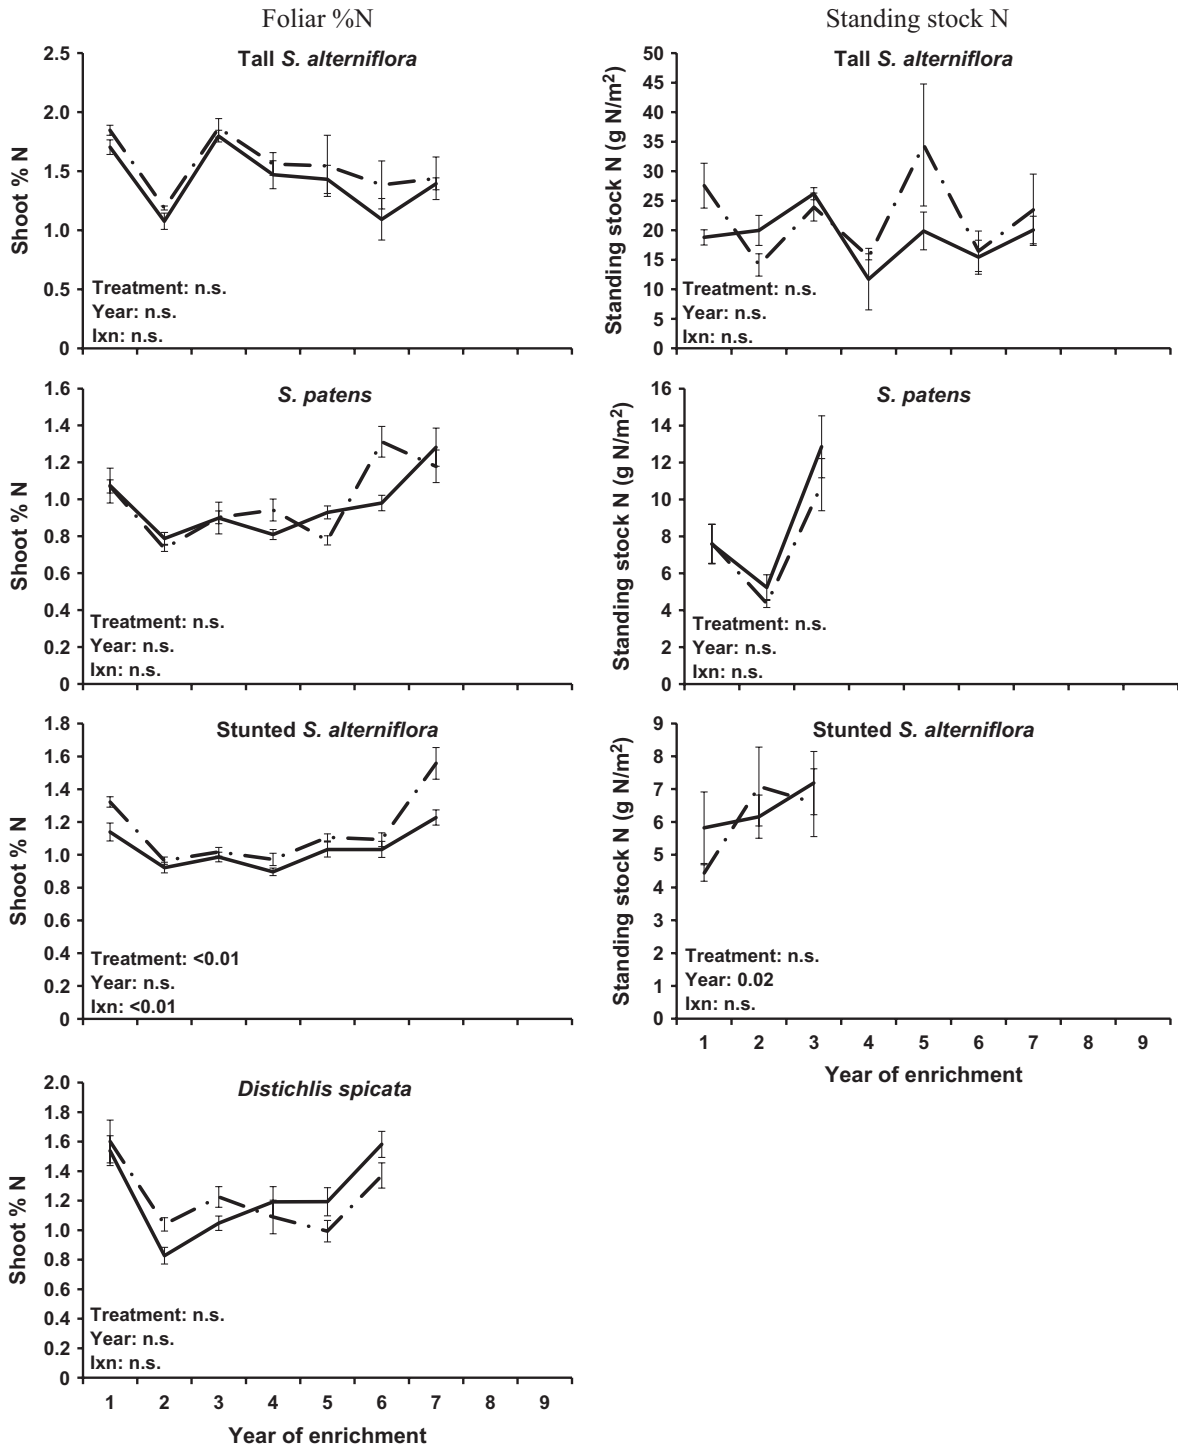 Foliar %N
Standing stock N
Tall S. alterniflora
Shoot % N
2.5
2.0
1.5
1.0
0.5
0
Treatment: n.s.
Year: n.s.
Ixn: n.s.
Tall S. alterniflora
Standing stock N (g N/m²)
50
45
40
35
30
25
20
15
10
5
0
Treatment: n.s.
Year: n.s.
Ixn: n.s.
S. patens
Shoot % N
1.6
1.4
1.2
1.0
0.8
0.6
0.4
0.2
0
Treatment: n.s.
Year: n.s.
Ixn: n.s.
S. patens
Standing stock N (g N/m²)
16
14
12
10
8
6
4
2
0
Treatment: n.s.
Year: n.s.
Ixn: n.s.
Stunted S. alterniflora
Shoot % N
1.8
1.6
1.4
1.2
1.0
0.8
0.6
0.4
0.2
0
Treatment: <0.01
Year: n.s.
Ixn: <0.01
Stunted S. alterniflora
Standing stock N (g N/m²)
9
8
7
6
5
4
3
2
1
0
Treatment: n.s.
Year: 0.02
Ixn: n.s.
1 2 3 4 5 6 7 8 9
Year of enrichment
Distichlis spicata
Shoot % N
2.0
1.8
1.6
1.4
1.2
1.0
0.8
0.6
0.4
0.2
0
Treatment: n.s.
Year: n.s.
Ixn: n.s.
1 2 3 4 5 6 7 8 9
Year of enrichment